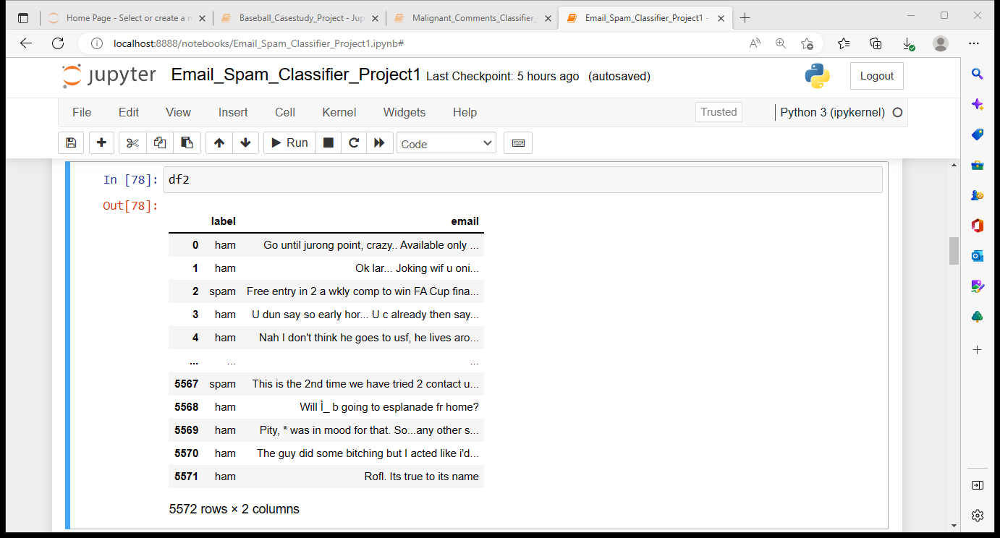 Home Page - Select or create a n
Baseball_Casestudy_Project - Jup
Malignant_Comments_Classifier_
Email_Spam_Classifier_Project1 -
localhost:8888/notebooks/Email_Spam_Classifier_Project1.ipynb#
jupyter Email_Spam_Classifier_Project1 Last Checkpoint: 5 hours ago (autosaved)
Logout
File Edit View Insert Cell Kernel Widgets Help Trusted Python 3 (ipykernel)
Run Code
In [78]: df2
Out[78]:
label email
0 ham Go until jurong point, crazy.. Available only ...
1 ham Ok lar... Joking wif u oni...
2 spam Free entry in 2 a wkly comp to win FA Cup fina...
3 ham U dun say so early hor... U c already then say...
4 ham Nah I don't think he goes to usf, he lives aro...
... ... ...
5567 spam This is the 2nd time we have tried 2 contact u...
5568 ham Will Ì_ b going to esplanade fr home?
5569 ham Pity, * was in mood for that. So...any other s...
5570 ham The guy did some bitching but I acted like i'd...
5571 ham Rofl. Its true to its name
5572 rows × 2 columns